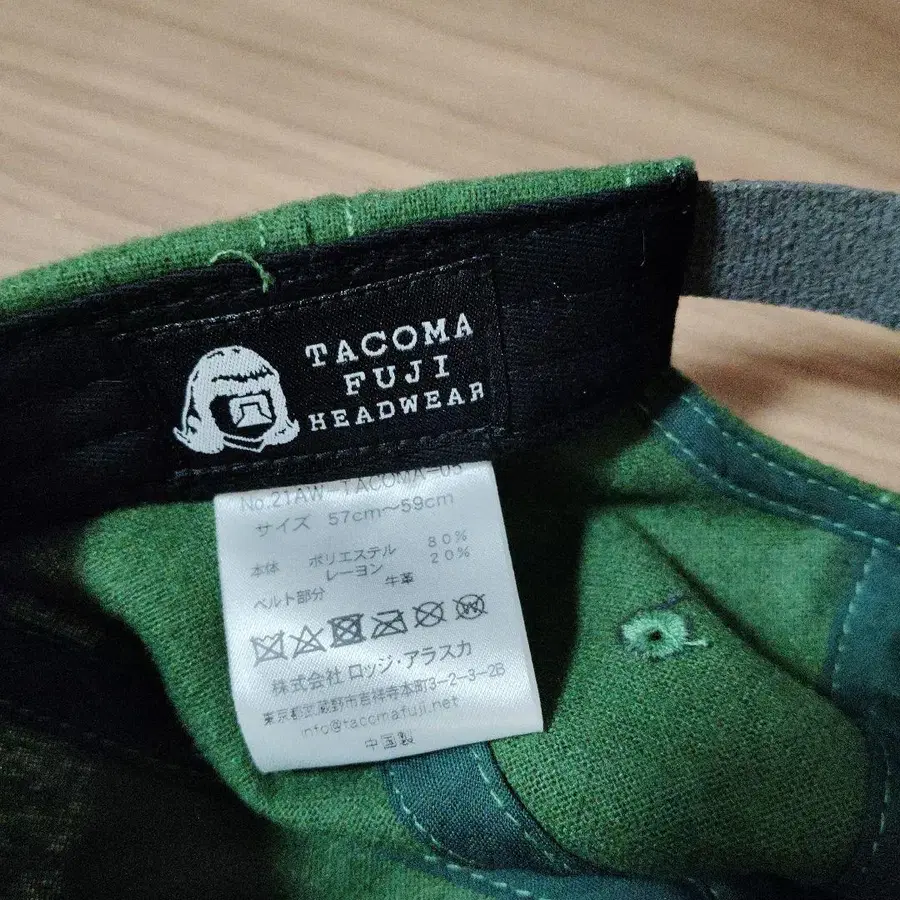 TACOMA
FUJI
HEADWEAR
No.21AW-TACOMA-05
サイズ 57cm～59cm
本体 ポリエステル 80%
レーヨン 20%
ベルト部分 牛革
株式会社 ロッジ・アラスカ
東京都武蔵野市吉祥寺本町3-2-3-2B
info@tacomafuji.net
中国製